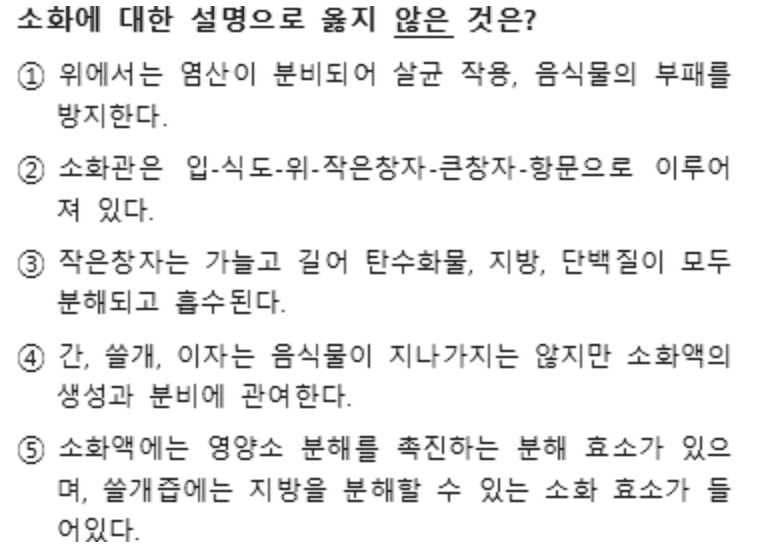 소화에 대한 설명으로 옳지 않은 것은?
① 위에서는 염산이 분비되어 살균 작용, 음식물의 부패를
방지한다.
② 소화관은 입-식도-위-작은창자-큰창자-항문으로 이루어
져 있다.
③ 작은창자는 가늘고 길어 탄수화물, 지방, 단백질이 모두
분해되고 흡수된다.
④ 간, 쓸개, 이자는 음식물이 지나가지는 않지만 소화액의
생성과 분비에 관여한다.
⑤ 소화액에는 영양소 분해를 촉진하는 분해 효소가 있으
며, 쓸개즙에는 지방을 분해할 수 있는 소화 효소가 들
어있다.